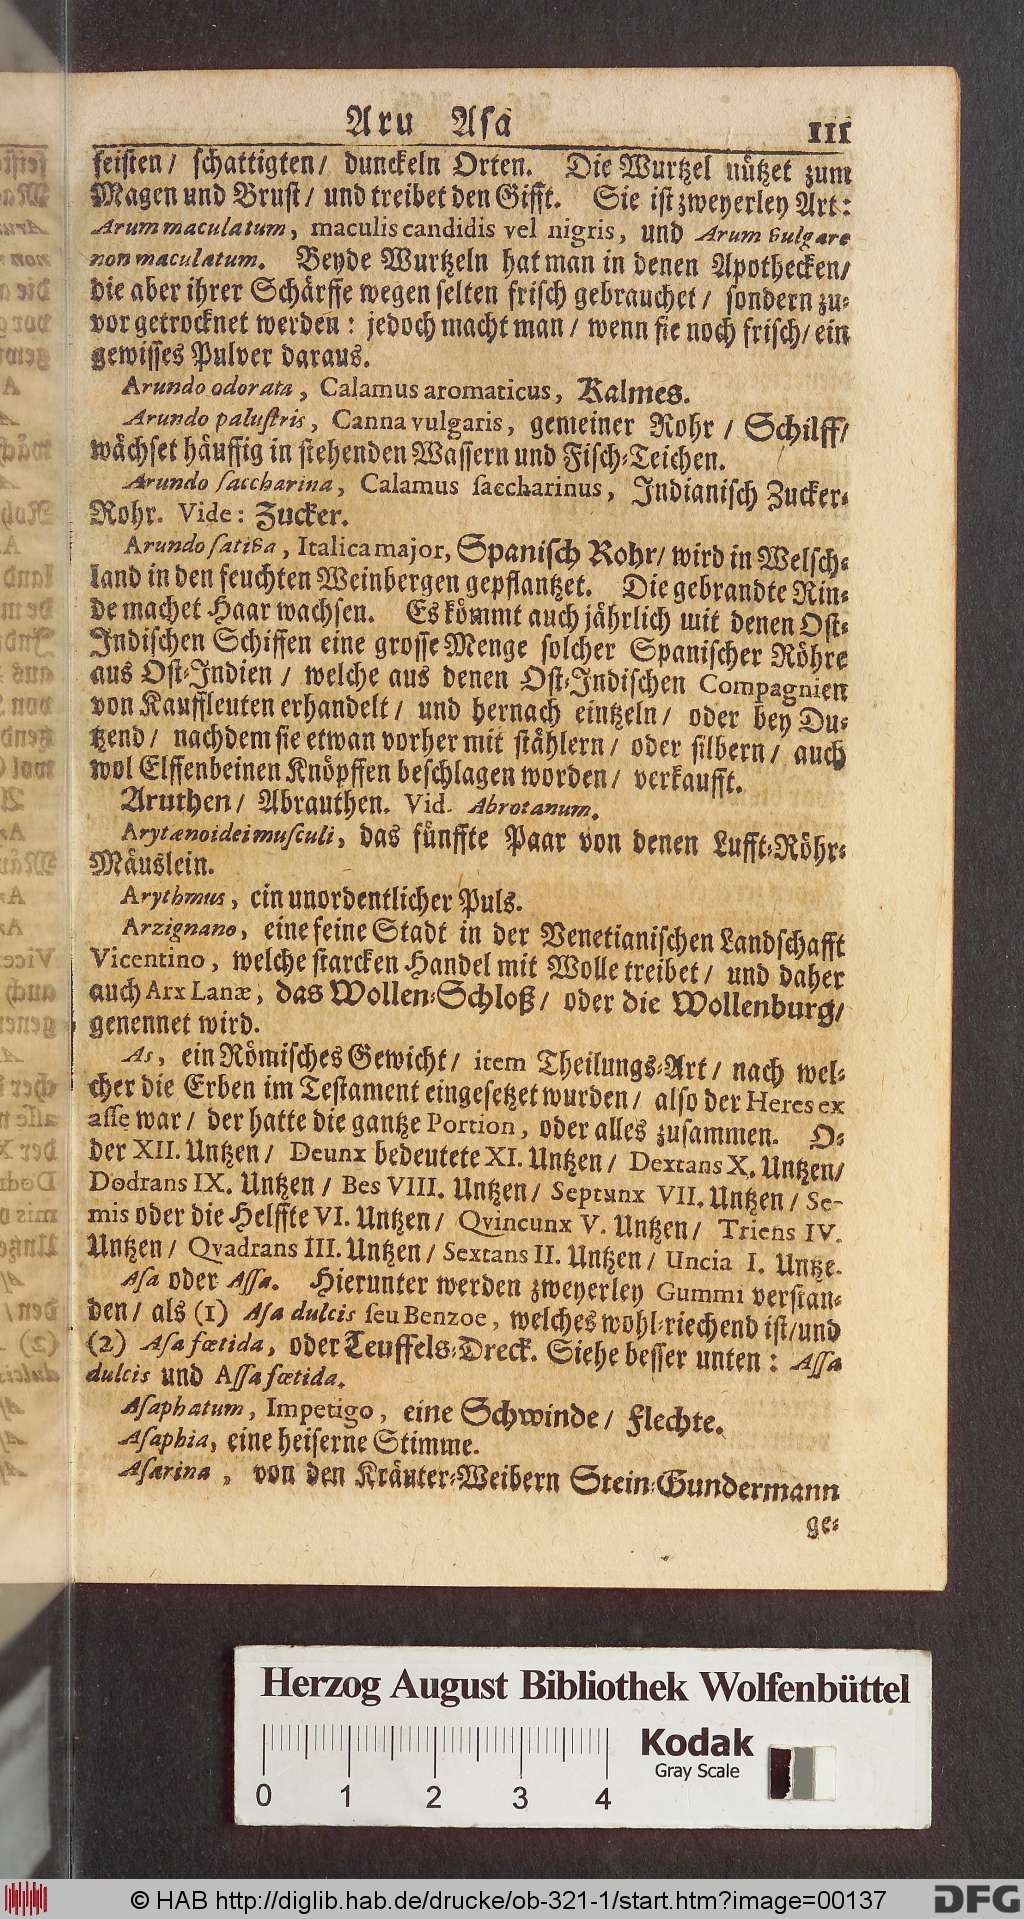 Aru Asa 111
feisten/ schattigten/ dunckeln Orten. Die Wurtzel nützet zum
Magen und Brust/ und treibet den Gifft. Sie ist zweyerley Art:
Arum maculatum, maculis candidis vel nigris, und Arum vulgare
non maculatum. Beyde Wurtzeln hat man in denen Apothecken/
die aber ihrer Schärffe wegen selten frisch gebrauchet/ sondern zu-
vor getrocknet werden: jedoch macht man/ wenn sie noch frisch/ ein
gewisses Pulver daraus.
Arundo odorata, Calamus aromaticus, Kalmes.
Arundo palustris, Canna vulgaris, gemeiner Rohr/ Schilff/
wächset häuffig in stehenden Wassern und Fisch-Teichen.
Arundo saccharina, Calamus saccharinus, Indianisch Zucker-
Rohr. Vide: Zucker.
Arundo sativa, Italica major, Spanisch Rohr/ wird in Welsch-
land in den feuchten Weinbergen gepflantzet. Die gebrandte Rin-
de machet Haar wachsen. Es kömmt auch jährlich mit denen Ost-
Indischen Schiffen eine grosse Menge solcher Spanischer Röhre
aus Ost-Indien/ welche aus denen Ost-Indischen Compagnien
von Kauffleuten erhandelt/ und hernach eintzeln/ oder bey Du-
tzend/ nachdem sie etwan vorher mit stählern/ oder silbern/ auch
wol Elffenbeinen Knöpffen beschlagen worden/ verkaufft.
Aruthen/ Abrauthen. Vid. Abrotanum.
Arytænoidei musculi, das fünffte Paar von denen Lufft-Röhr-
Mäuslein.
Arythmus, ein unordentlicher Puls.
Arzignano, eine feine Stadt in der Venetianischen Landschafft
Vicentino, welche starcken Handel mit Wolle treibet/ und daher
auch Arx Lanæ, das Wollen-Schloß/ oder die Wollenburg/
genennet wird.
As, ein Römisches Gewicht/ item Theilungs-Art/ nach wel-
cher die Erben im Testament eingesetzet wurden/ also der Heres ex
asse war/ der hatte die gantze Portion, oder alles zusammen. O-
der XII. Untzen/ Deunx bedeutete XI. Untzen/ Dextans X. Untzen/
Dodrans IX. Untzen/ Bes VIII. Untzen/ Septunx VII. Untzen/ Se-
mis oder die Helffte VI. Untzen/ Qvincunx V. Untzen/ Triens IV.
Untzen/ Qvadrans III. Untzen/ Sextans II. Untzen/ Uncia I. Untze.
Asa oder Assa. Hierunter werden zweyerley Gummi verstan-
den/ als (1) Asa dulcis seu Benzoe, welches wohl-riechend ist/ und
(2) Asa fœtida, oder Teuffels-Dreck. Siehe besser unten: Assa
dulcis und Assa fœtida.
Asaphatum, Impetigo, eine Schwinde/ Flechte.
Asaphia, eine heiserne Stimme.
Asarina, von den Kräuter-Weibern Stein-Gundermann
ge-
Herzog August Bibliothek Wolfenbüttel
0 1 2 3 4
Kodak
Gray Scale
© HAB http://diglib.hab.de/drucke/ob-321-1/start.htm?image=00137
DFG